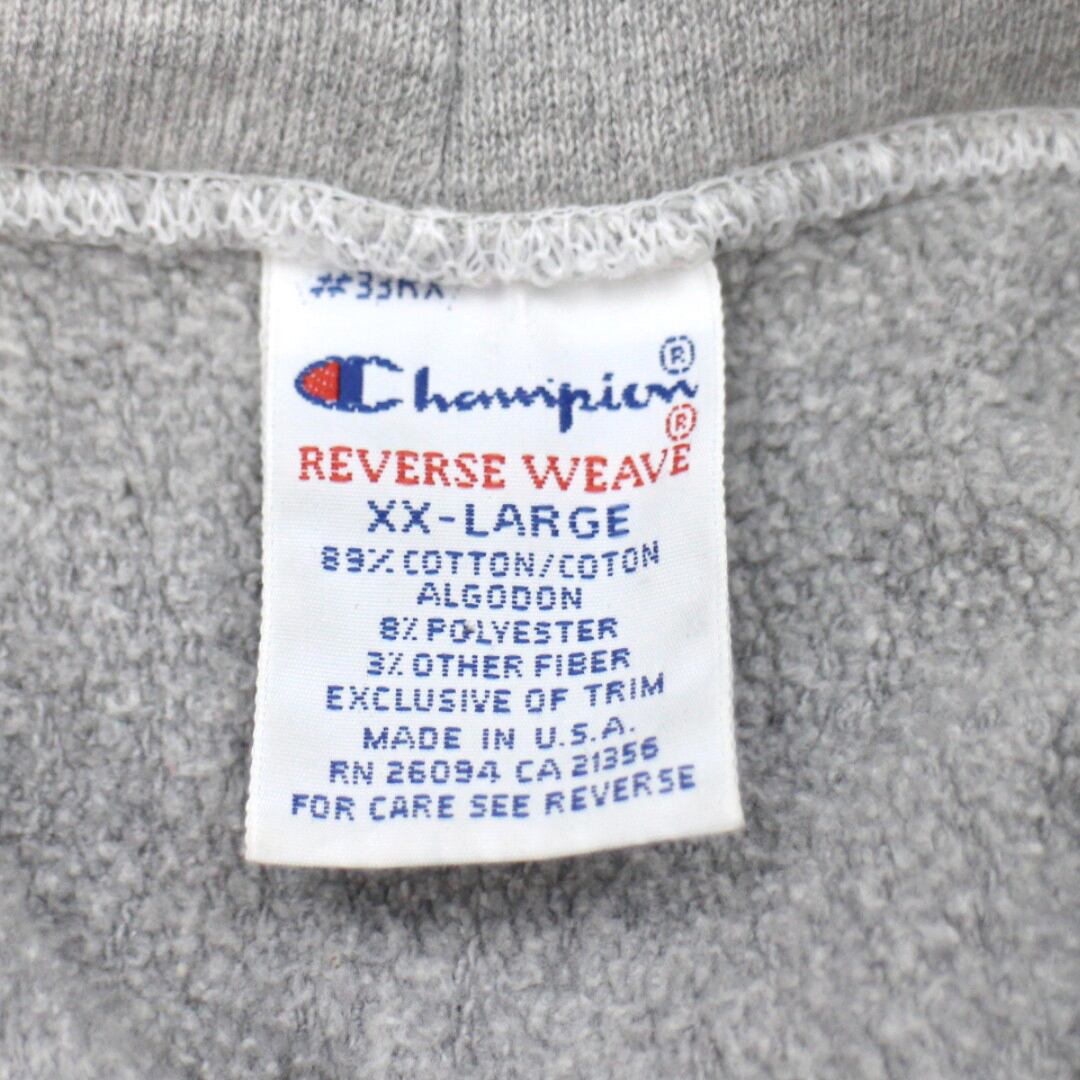 #33RX
Champion®
REVERSE WEAVE®
XX-LARGE
89% COTTON/COTON
ALGODON
8% POLYESTER
3% OTHER FIBER
EXCLUSIVE OF TRIM
MADE IN U.S.A.
RN 26094 CA 21356
FOR CARE SEE REVERSE